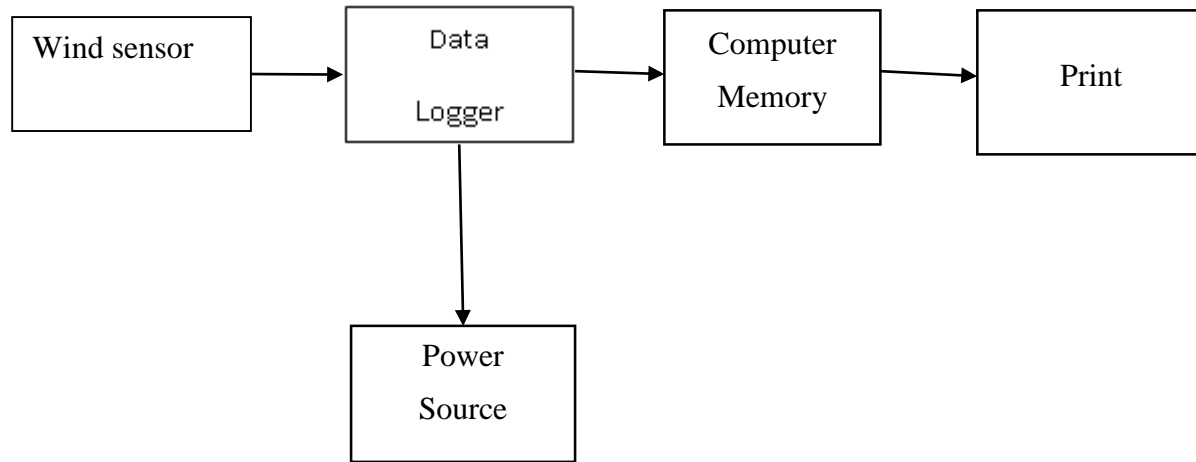 Wind sensor
Data
Logger
Computer
Memory
Print
Power
Source